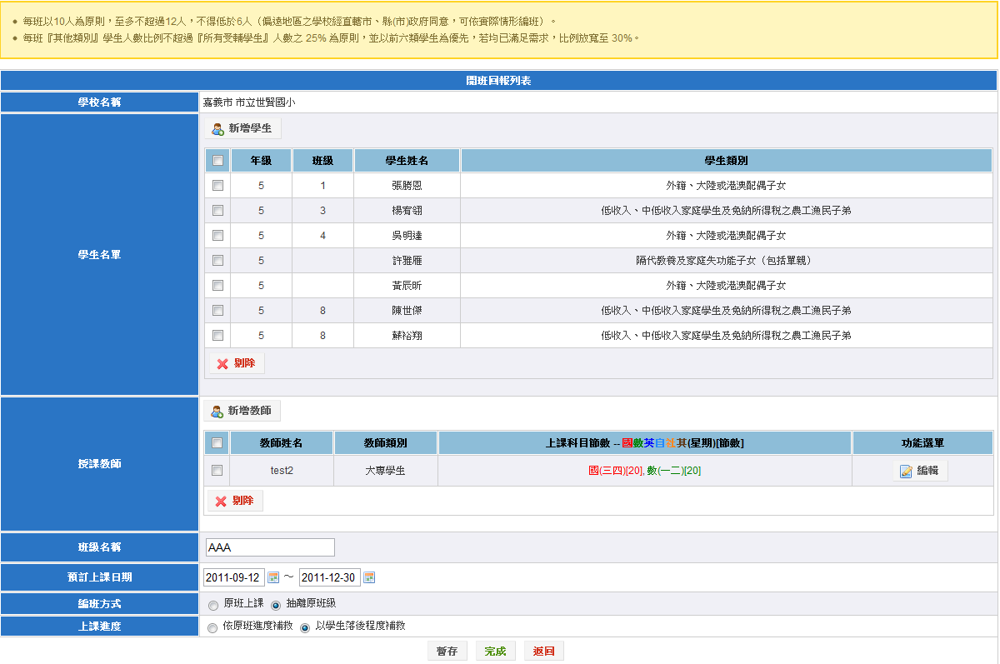 每班以10人為原則，至多不超過12人，不得低於6人（偏遠地區之學校經直轄市、縣(市)政府同意，可依實際情形編班）。
每班『其他類別』學生人數比例不超過『所有受輔學生』人數之 25% 為原則，並以前六類學生為優先，若均已滿足需求，比例放寬至 30%。
開班回報列表
學校名稱 嘉義市 市立世賢國小
新增學生
年級 班級 學生姓名 學生類別
5 1 張勝恩 外籍、大陸或港澳配偶子女
5 3 楊宥翎 低收入、中低收入家庭學生及免納所得稅之農工漁民子弟
5 4 吳明達 外籍、大陸或港澳配偶子女
學生名單
5 許雅雁 隔代教養及家庭失功能子女（包括單親）
5 黃辰昕 外籍、大陸或港澳配偶子女
5 8 陳世傑 低收入、中低收入家庭學生及免納所得稅之農工漁民子弟
5 8 蘇裕翔 低收入、中低收入家庭學生及免納所得稅之農工漁民子弟
剔除
新增教師
教師姓名 教師類別 上課科目節數 -- 國數英自社其(星期)[節數] 功能選單
授課教師
test2 大專學生 國(三四)[20], 數(一二)[20] 編輯
剔除
班級名稱 AAA
預訂上課日期 2011-09-12 ～ 2011-12-30
編班方式 原班上課 抽離原班級
上課進度 依原班進度補救 以學生落後程度補救
暫存 完成 返回